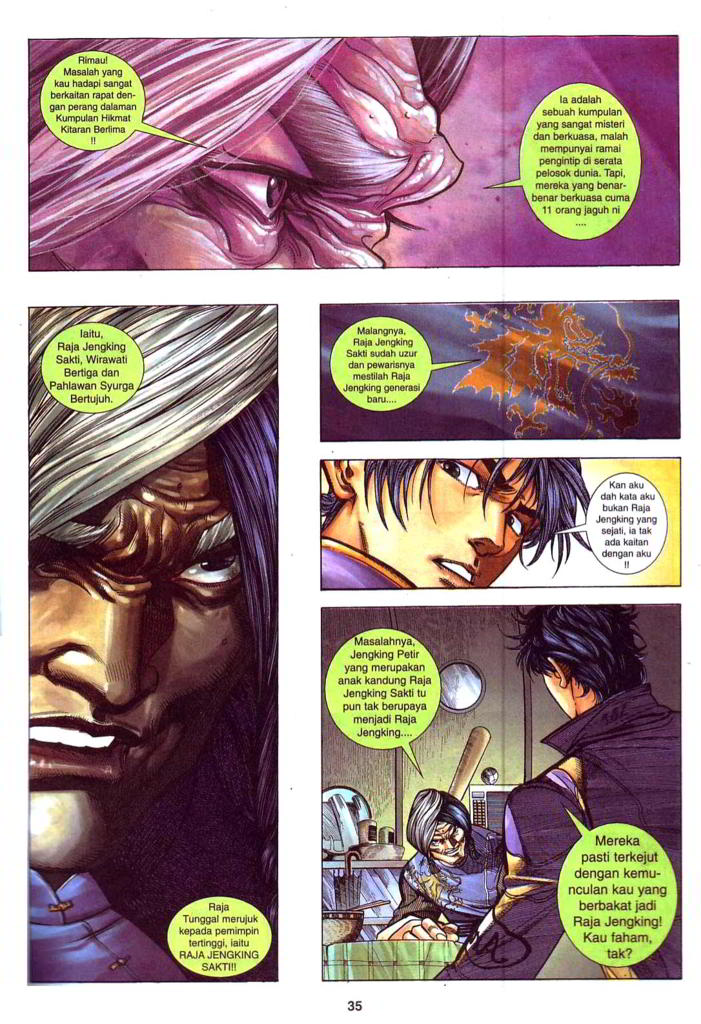 Rimau!
Masalah yang
kau hadapi sangat
berkaitan rapat den-
gan perang dalaman
Kumpulan Hikmat
Kitaran Berlima
!!
Ia adalah
sebuah kumpulan
yang sangat misteri
dan berkuasa, malah
mempunyai ramai
pengintip di serata
pelosok dunia. Tapi,
mereka yang benar-
benar berkuasa cuma
11 orang jaguh ni
....
Iaitu,
Raja Jengking
Sakti, Wirawati
Bertiga dan
Pahlawan Syurga
Bertujuh.
Raja
Tunggal merujuk
kepada pemimpin
tertinggi, iaitu
RAJA JENGKING
SAKTI!!
Malangnya,
Raja Jengking
Sakti sudah uzur
dan pewarisnya
mestilah Raja
Jengking generasi
baru....
Kan aku
dah kata aku
bukan Raja
Jengking yang
sejati, ia tak
ada kaitan
dengan aku
!!
Masalahnya,
Jengking Petir
yang merupakan
anak kandung Raja
Jengking Sakti tu
pun tak berupaya
menjadi Raja
Jengking....
Mereka
pasti terkejut
dengan kemu-
nculan kau yang
berbakat jadi
Raja Jengking!
Kau faham,
tak?
35